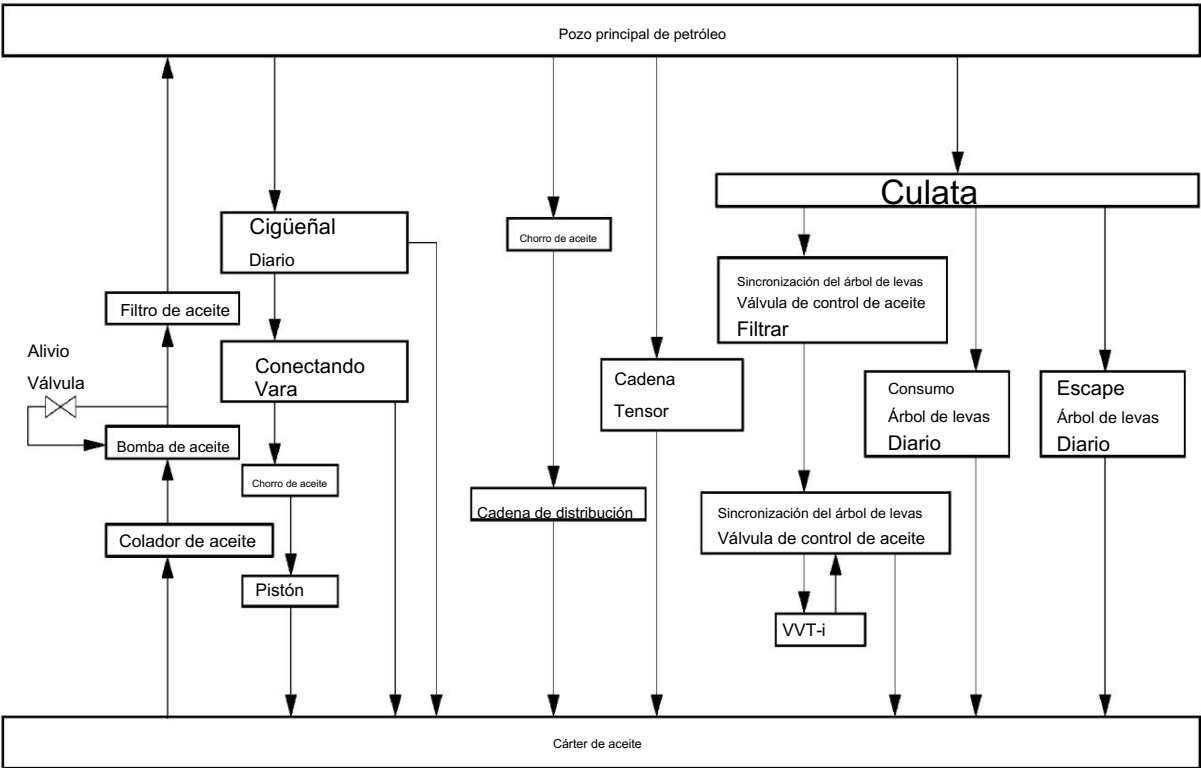 Pozo principal de petróleo
Culata
Cigüeñal
Diario
Chorro de aceite
Sincronización del árbol de levas
Válvula de control de aceite
Filtrar
Filtro de aceite
Alivio
Válvula
Conectando
Vara
Cadena
Tensor
Consumo
Árbol de levas
Diario
Escape
Árbol de levas
Diario
Bomba de aceite
Chorro de aceite
Cadena de distribución
Sincronización del árbol de levas
Válvula de control de aceite
Colador de aceite
Pistón
VVT-i
Cárter de aceite